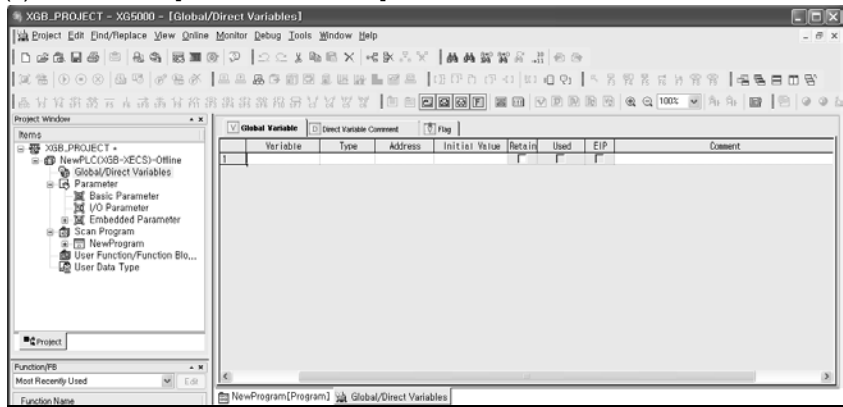 XGB_PROJECT - XG5000 - [Global/Direct Variables]
Project Edit Find/Replace View Online Monitor Debug Tools Window Help
100%
Project Window
Items
XGB_PROJECT *
NewPLC(XGB-XECS)-Offline
Global/Direct Variables
Parameter
Basic Parameter
I/O Parameter
Embedded Parameter
Scan Program
NewProgram
User Function/Function Blo...
User Data Type
Project
Function/FB
Most Recently Used Edit
Function Name
Global Variable Direct Variable Comment Flag
Variable Type Address Initial Value Retain Used EIP Comment
1
NewProgram[Program] Global/Direct Variables